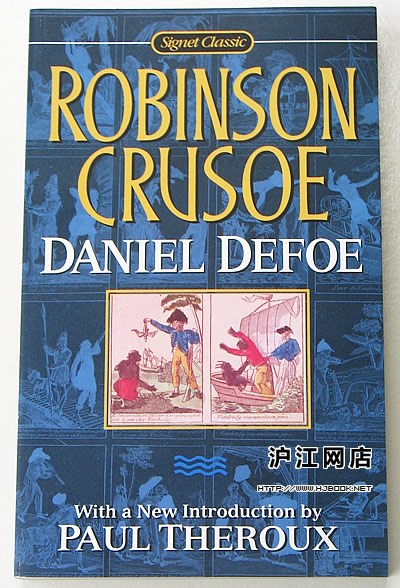 Signet Classic
ROBINSON
CRUSOE
DANIEL DEFOE
沪江网店
HTTP://WWW.HJBOOK.NET
With a New Introduction by
PAUL THEROUX